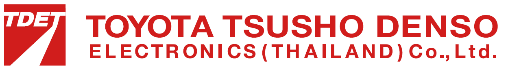 TDET
TOYOTA TSUSHO DENSO
ELECTRONICS (THAILAND) Co., Ltd.